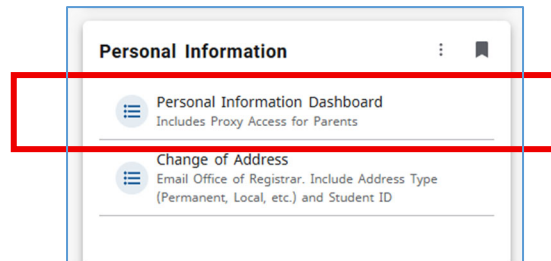 Personal Information
Personal Information Dashboard
Includes Proxy Access for Parents
Change of Address
Email Office of Registrar. Include Address Type
(Permanent, Local, etc.) and Student ID